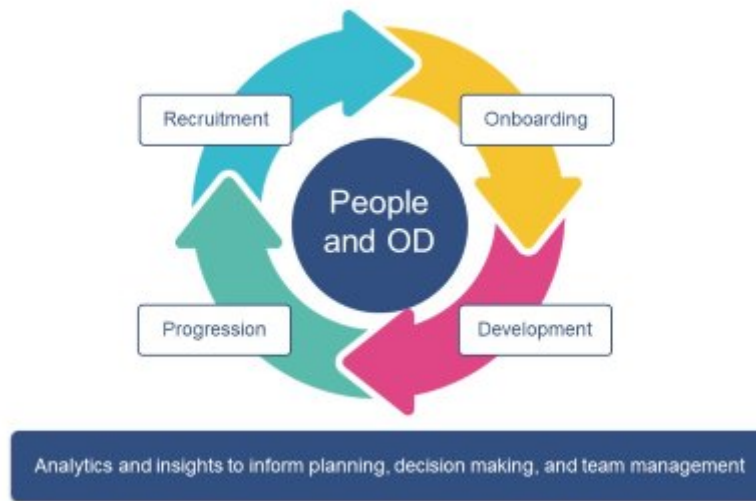 Recruitment
Onboarding
People
and OD
Progression
Development
Analytics and insights to inform planning, decision making, and team management